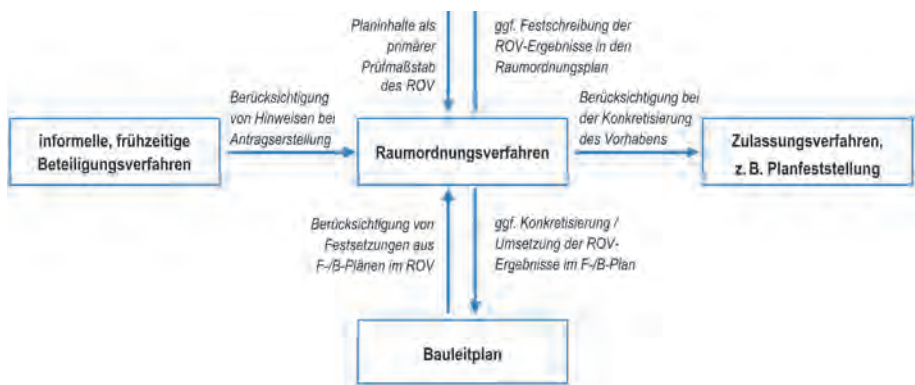 Planinhalte als
primärer
Prüfmaßstab
des ROV
ggf. Festschreibung der
ROV-Ergebnisse in den
Raumordnungsplan
informelle, frühzeitige
Beteiligungsverfahren
Berücksichtigung
von Hinweisen bei
Antragserstellung
Raumordnungsverfahren
Berücksichtigung bei
der Konkretisierung
des Vorhabens
Zulassungsverfahren,
z. B. Planfeststellung
Berücksichtigung von
Festsetzungen aus
F-/B-Plänen im ROV
ggf. Konkretisierung /
Umsetzung der ROV-
Ergebnisse im F-/B-Plan
Bauleitplan